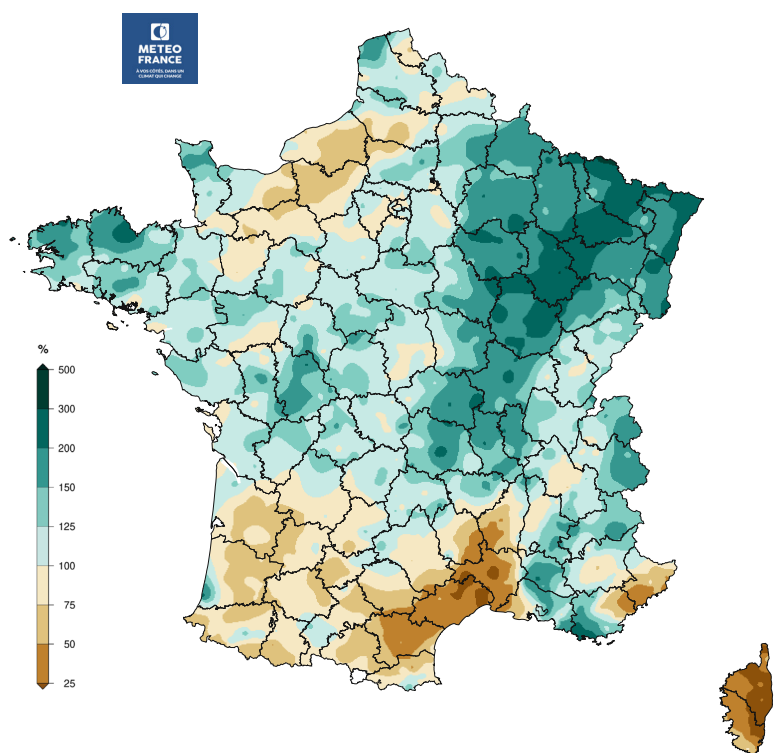 METEO
FRANCE
À VOS CÔTÉS, DANS UN
CLIMAT QUI CHANGE
%
500
300
200
150
125
100
75
50
25